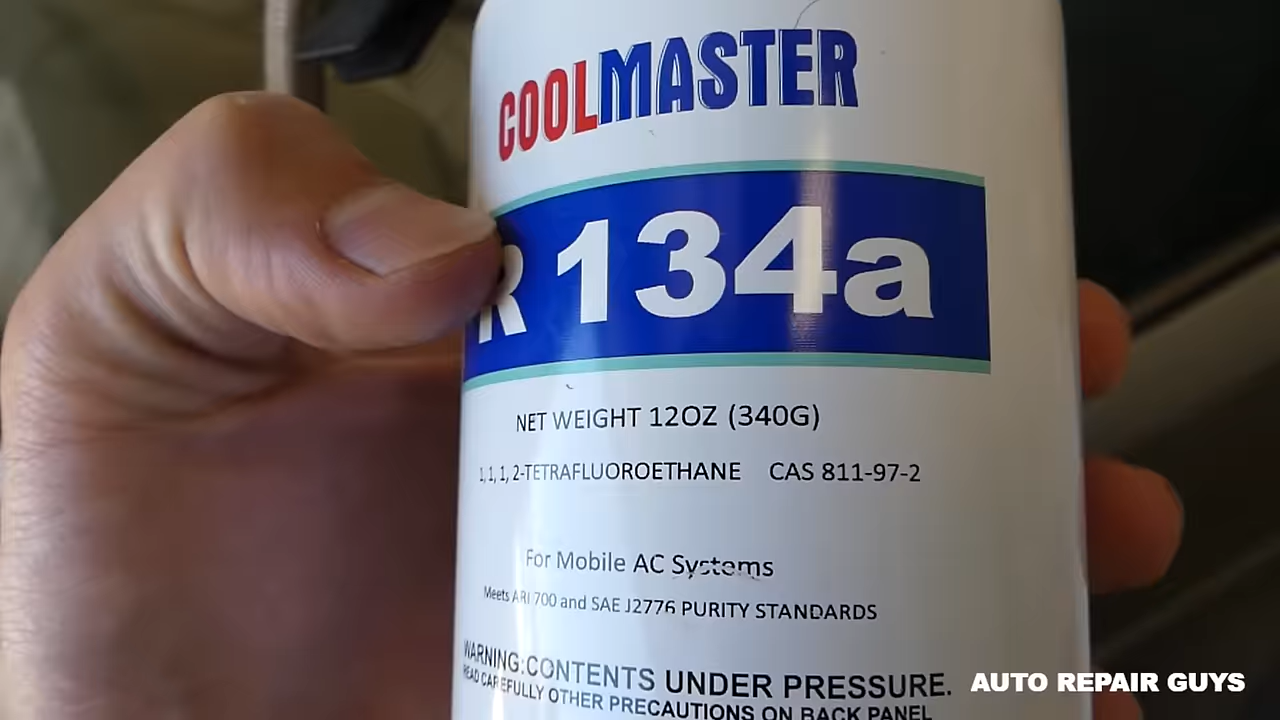 COOLMASTER
R 134a
NET WEIGHT 12OZ (340G)
1,1,1, 2-TETRAFLUOROETHANE CAS 811-97-2
For Mobile AC Systems
Meets ARI 700 and SAE J2776 PURITY STANDARDS
WARNING:CONTENTS UNDER PRESSURE.
READ CAREFULLY OTHER PRECAUTIONS ON BACK PANEL
AUTO REPAIR GUYS